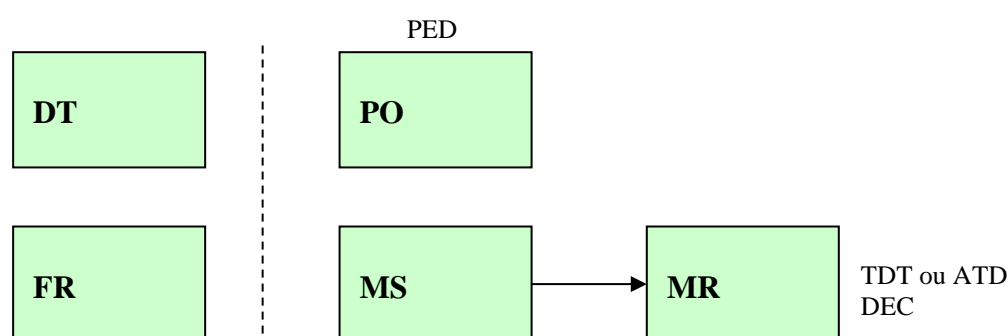 PED
DT
PO
FR
MS
MR
TDT ou ATD
DEC